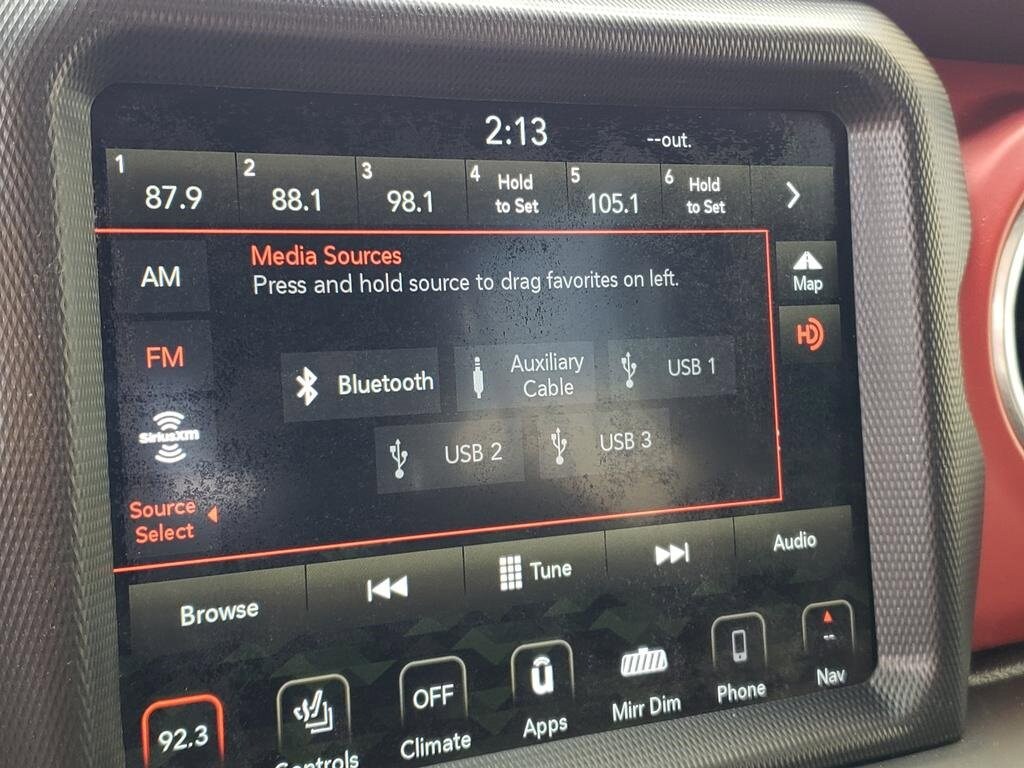 2:13
--out.
1
87.9
2
88.1
3
98.1
4
Hold
to Set
5
105.1
6
Hold
to Set
AM
FM
SiriusXM
Source
Select
Media Sources
Press and hold source to drag favorites on left.
Bluetooth
Auxiliary
Cable
USB 1
USB 2
USB 3
Map
HD
Browse
Tune
Audio
92.3
Controls
OFF
Climate
u
Apps
Mirr Dim
Phone
--
Nav